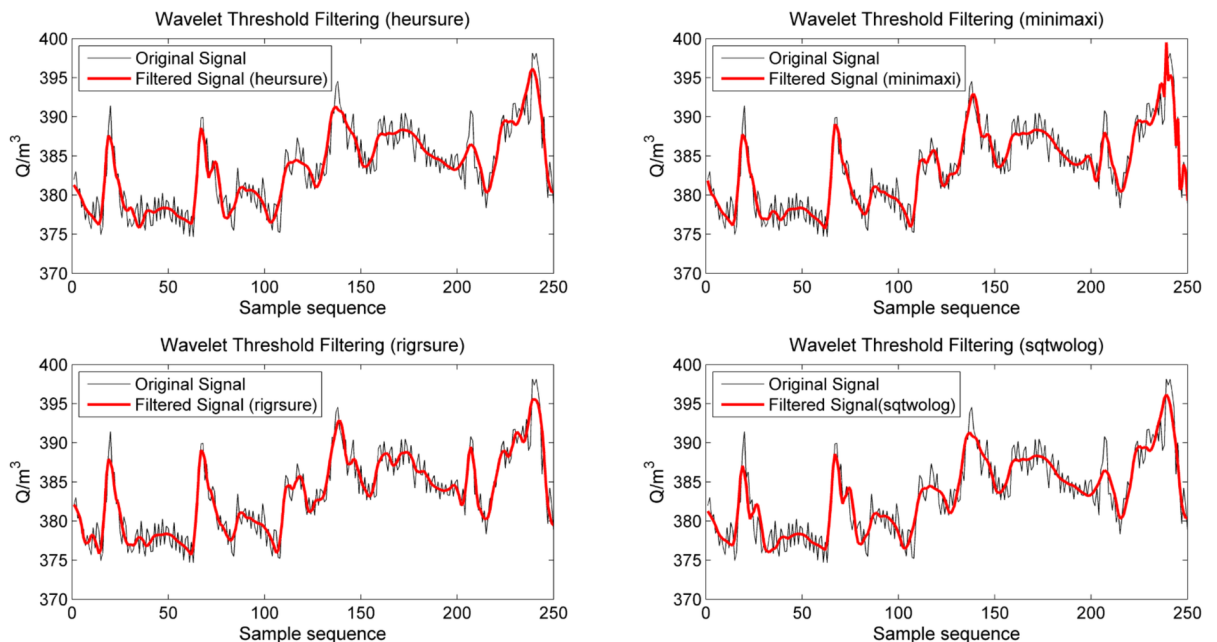 Wavelet Threshold Filtering (heursure)
400
395
390
385
380
375
370
Q/m³
Original Signal
Filtered Signal (heursure)
0 50 100 150 200 250
Sample sequence
Wavelet Threshold Filtering (minimaxi)
400
395
390
385
380
375
370
Q/m³
Original Signal
Filtered Signal (minimaxi)
0 50 100 150 200 250
Sample sequence
Wavelet Threshold Filtering (rigrsure)
400
395
390
385
380
375
370
Q/m³
Original Signal
Filtered Signal (rigrsure)
0 50 100 150 200 250
Sample sequence
Wavelet Threshold Filtering (sqtwolog)
400
395
390
385
380
375
370
Q/m³
Original Signal
Filtered Signal(sqtwolog)
0 50 100 150 200 250
Sample sequence